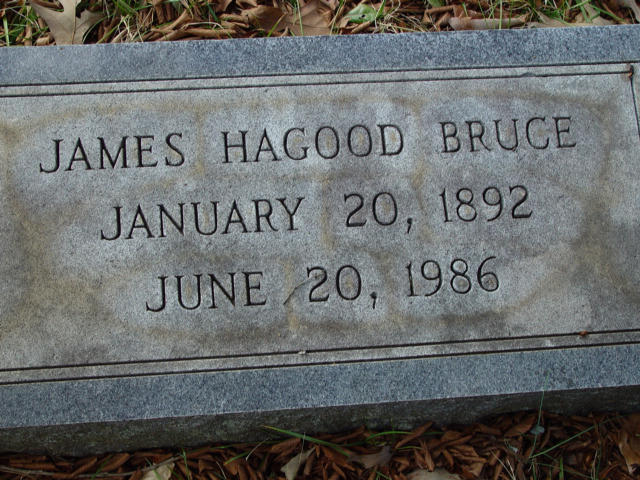 JAMES HAGOOD BRUCE
JANUARY 20, 1892
JUNE 20, 1986